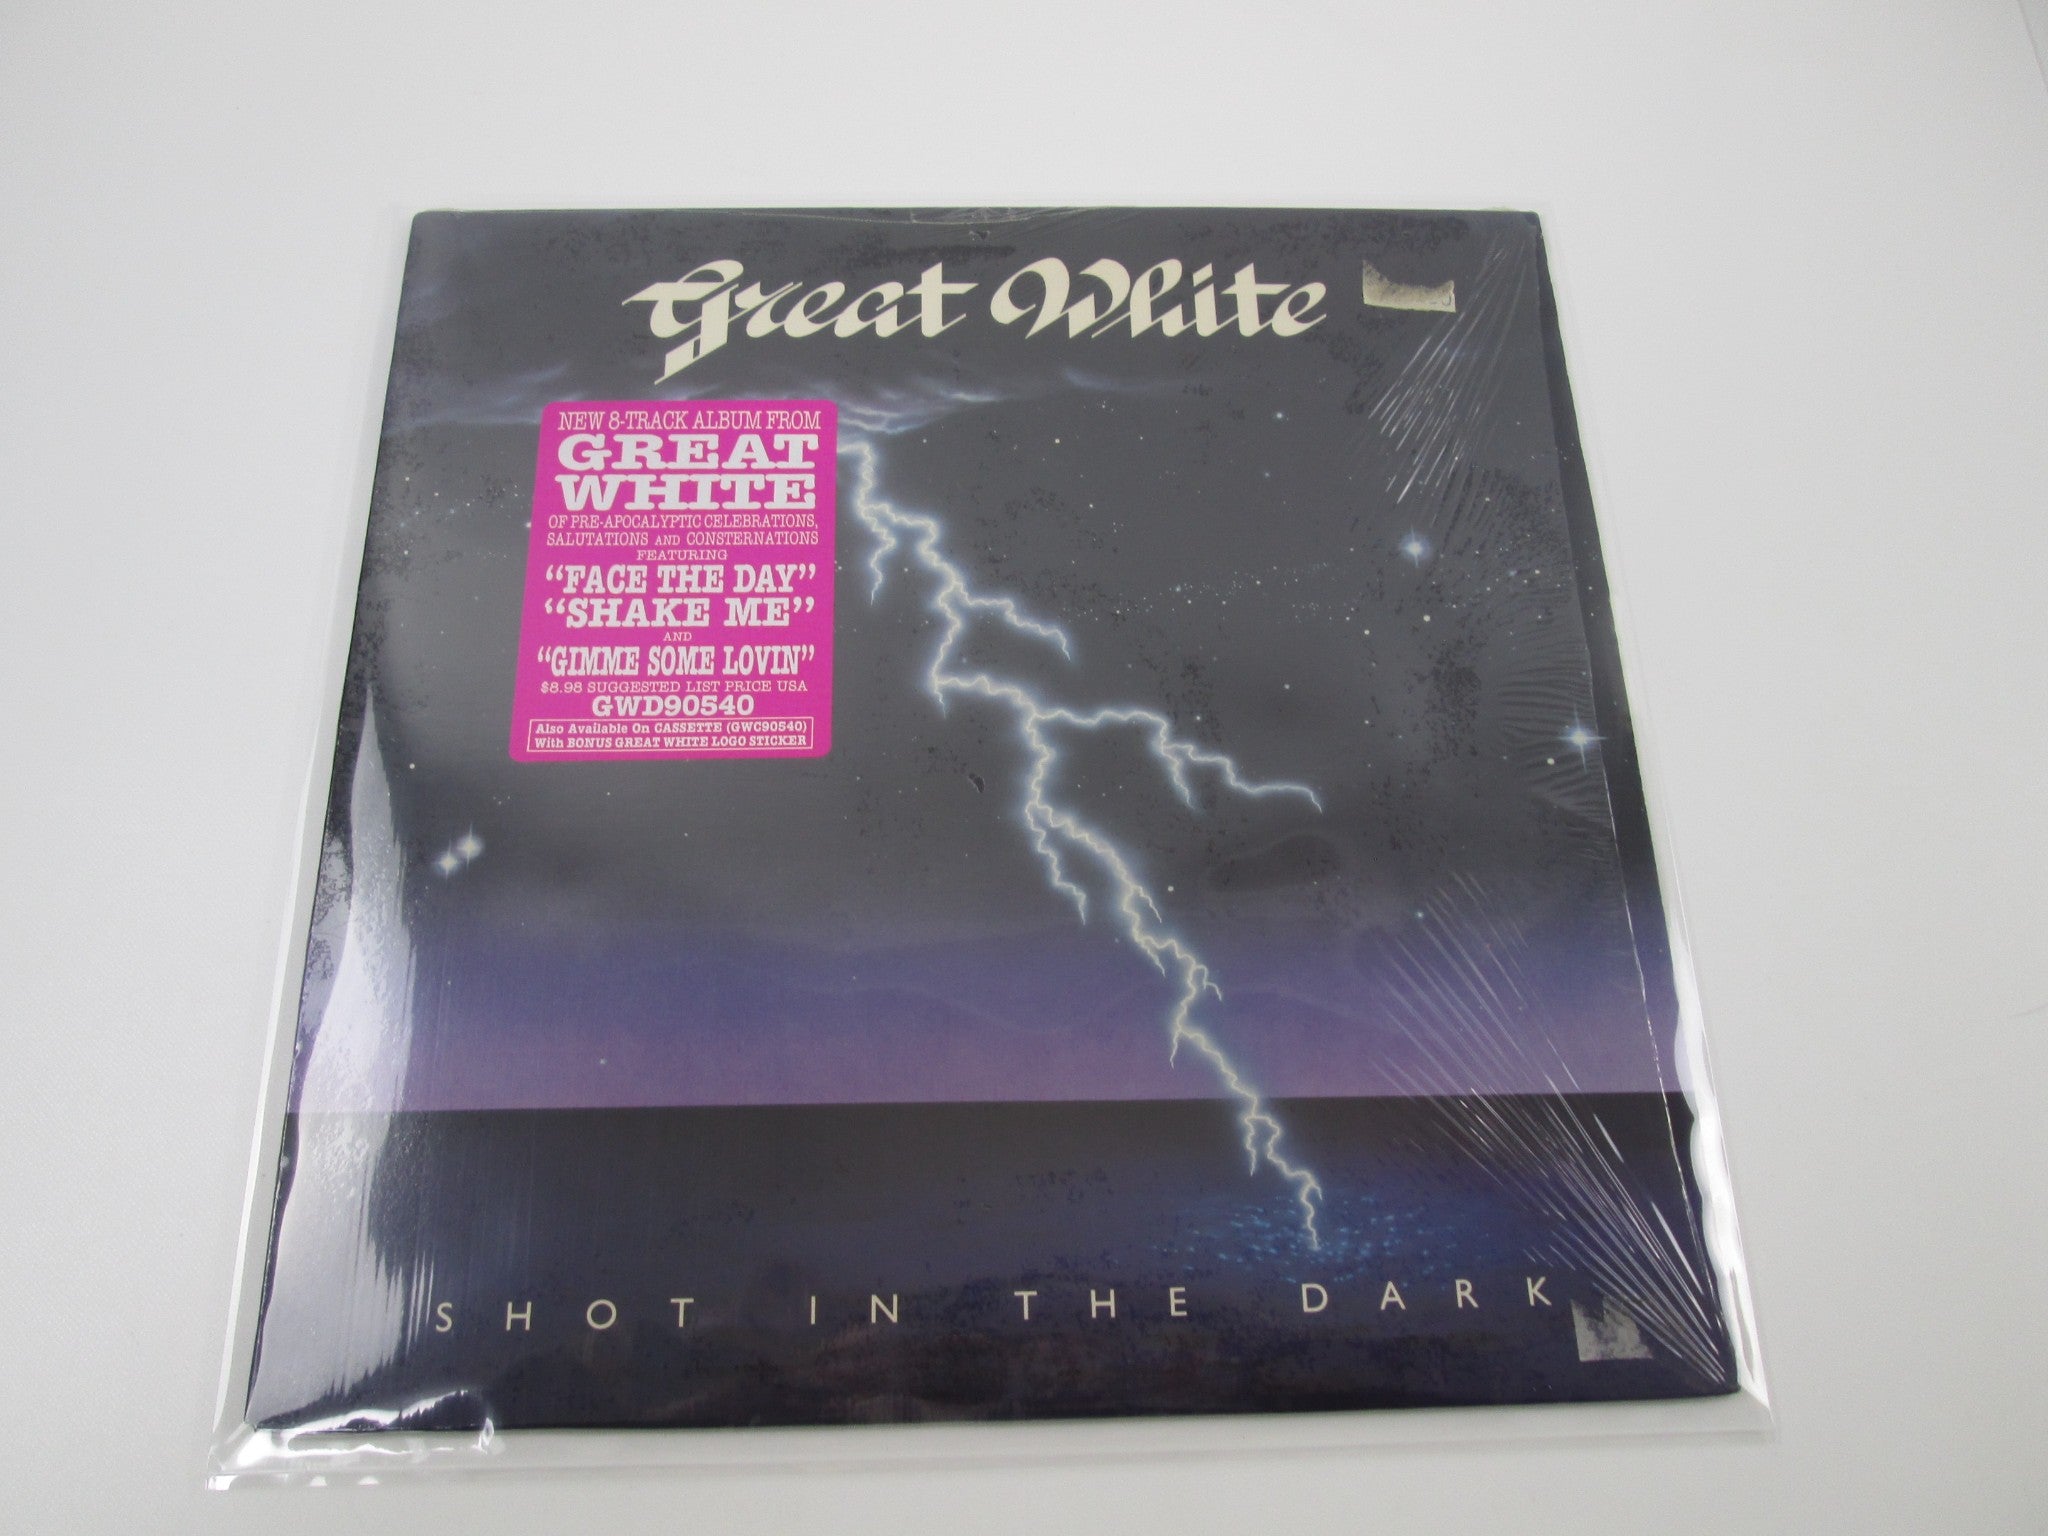 Great White
NEW 8-TRACK ALBUM FROM
GREAT
WHITE
OF PRE-APOCALYPTIC CELEBRATIONS,
SALUTATIONS AND CONSTERNATIONS
FEATURING
“FACE THE DAY”
“SHAKE ME”
AND
“GIMME SOME LOVIN”
$8.98 SUGGESTED LIST PRICE USA
GWD90540
Also Available On CASSETTE (GWC90540)
With BONUS GREAT WHITE LOGO STICKER
SHOT IN THE DARK